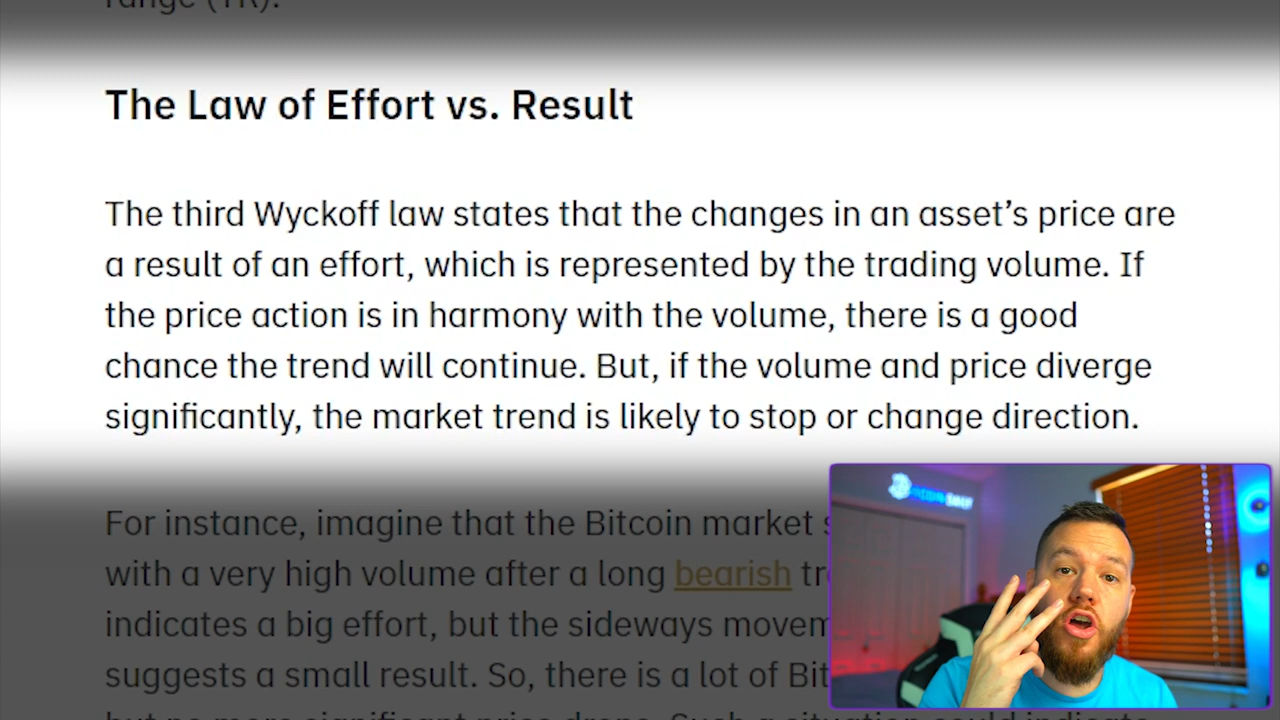 range (TR).
The Law of Effort vs. Result
The third Wyckoff law states that the changes in an asset’s price are
a result of an effort, which is represented by the trading volume. If
the price action is in harmony with the volume, there is a good
chance the trend will continue. But, if the volume and price diverge
significantly, the market trend is likely to stop or change direction.
For instance, imagine that the Bitcoin market
with a very high volume after a long bearish
indicates a big effort, but the sideways
suggests a small result. So, there is a lot of